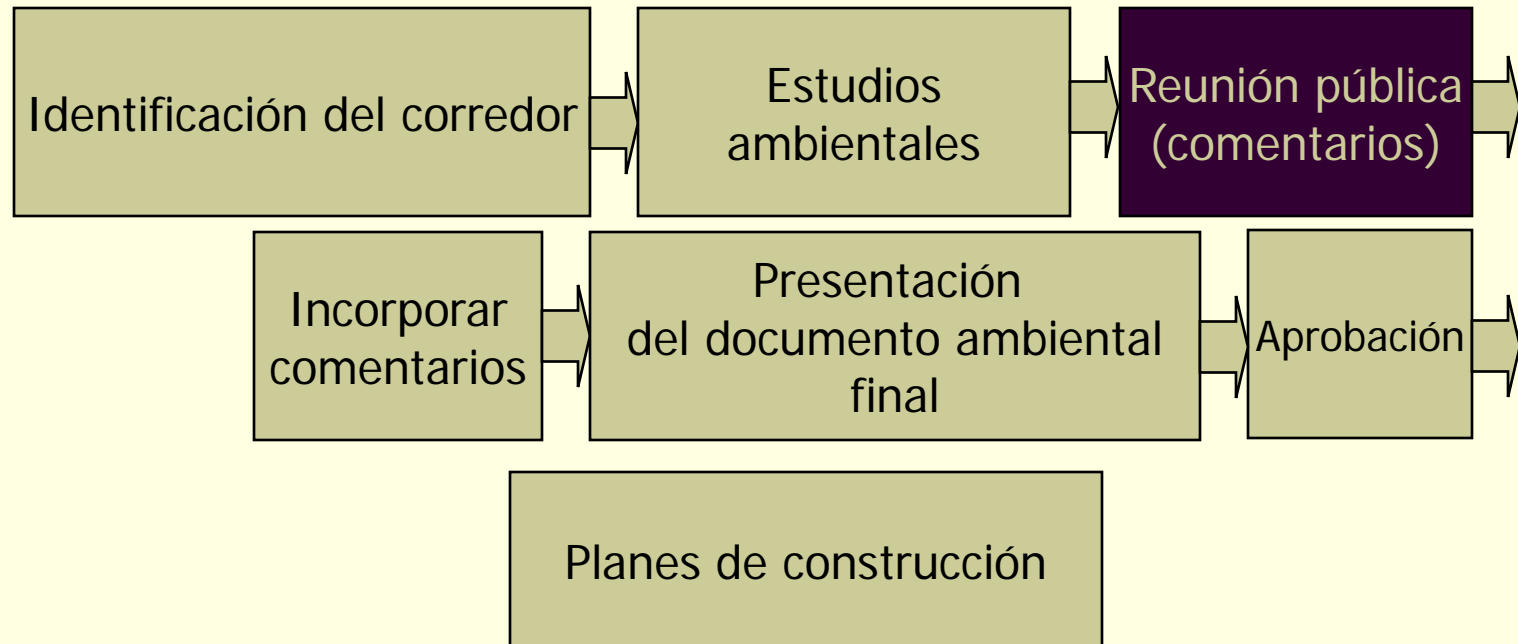 Identificación del corredor
Estudios
ambientales
Reunión pública
(comentarios)
Incorporar
comentarios
Presentación
del documento ambiental
final
Aprobación
Planes de construcción